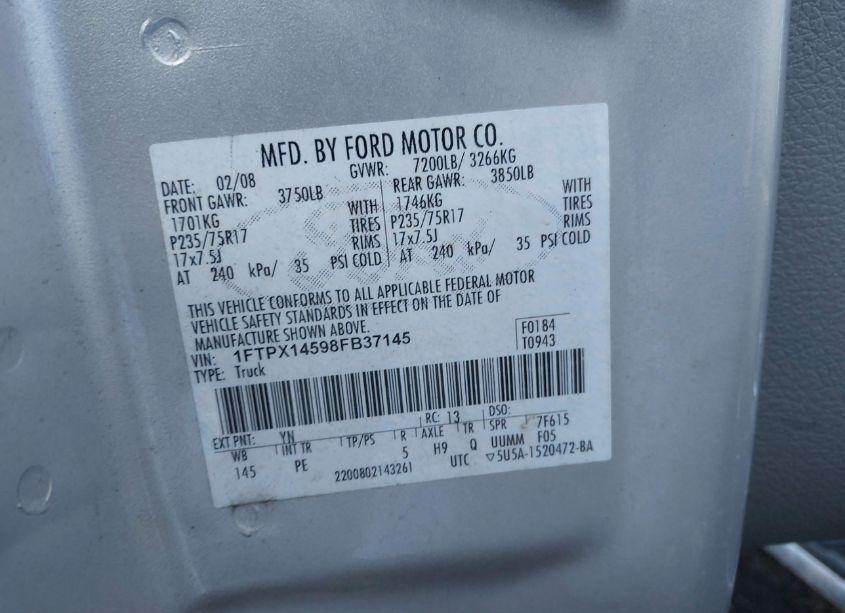 MFD. BY FORD MOTOR CO.
DATE: 02/08 GVWR: 7200LB/ 3266KG
FRONT GAWR: 3750LB REAR GAWR: 3850LB
1701KG WITH 1746KG WITH
P235/75R17 TIRES P235/75R17 TIRES
17x7.5J RIMS 17x7.5J RIMS
AT 240 kPa/ 35 PSI COLD AT 240 kPa/ 35 PSI COLD
THIS VEHICLE CONFORMS TO ALL APPLICABLE FEDERAL MOTOR
VEHICLE SAFETY STANDARDS IN EFFECT ON THE DATE OF
MANUFACTURE SHOWN ABOVE.
VIN: 1FTPX14598FB37145 F0184
TYPE: Truck T0943
EXT PNT: YN RC: 13 DSO:
WB INT TR TP/PS R AXLE TR SPR 7F615
145 PE 5 H9 Q UUMM F05
2200802143261 UTC ▽5U5A-1520472-BA